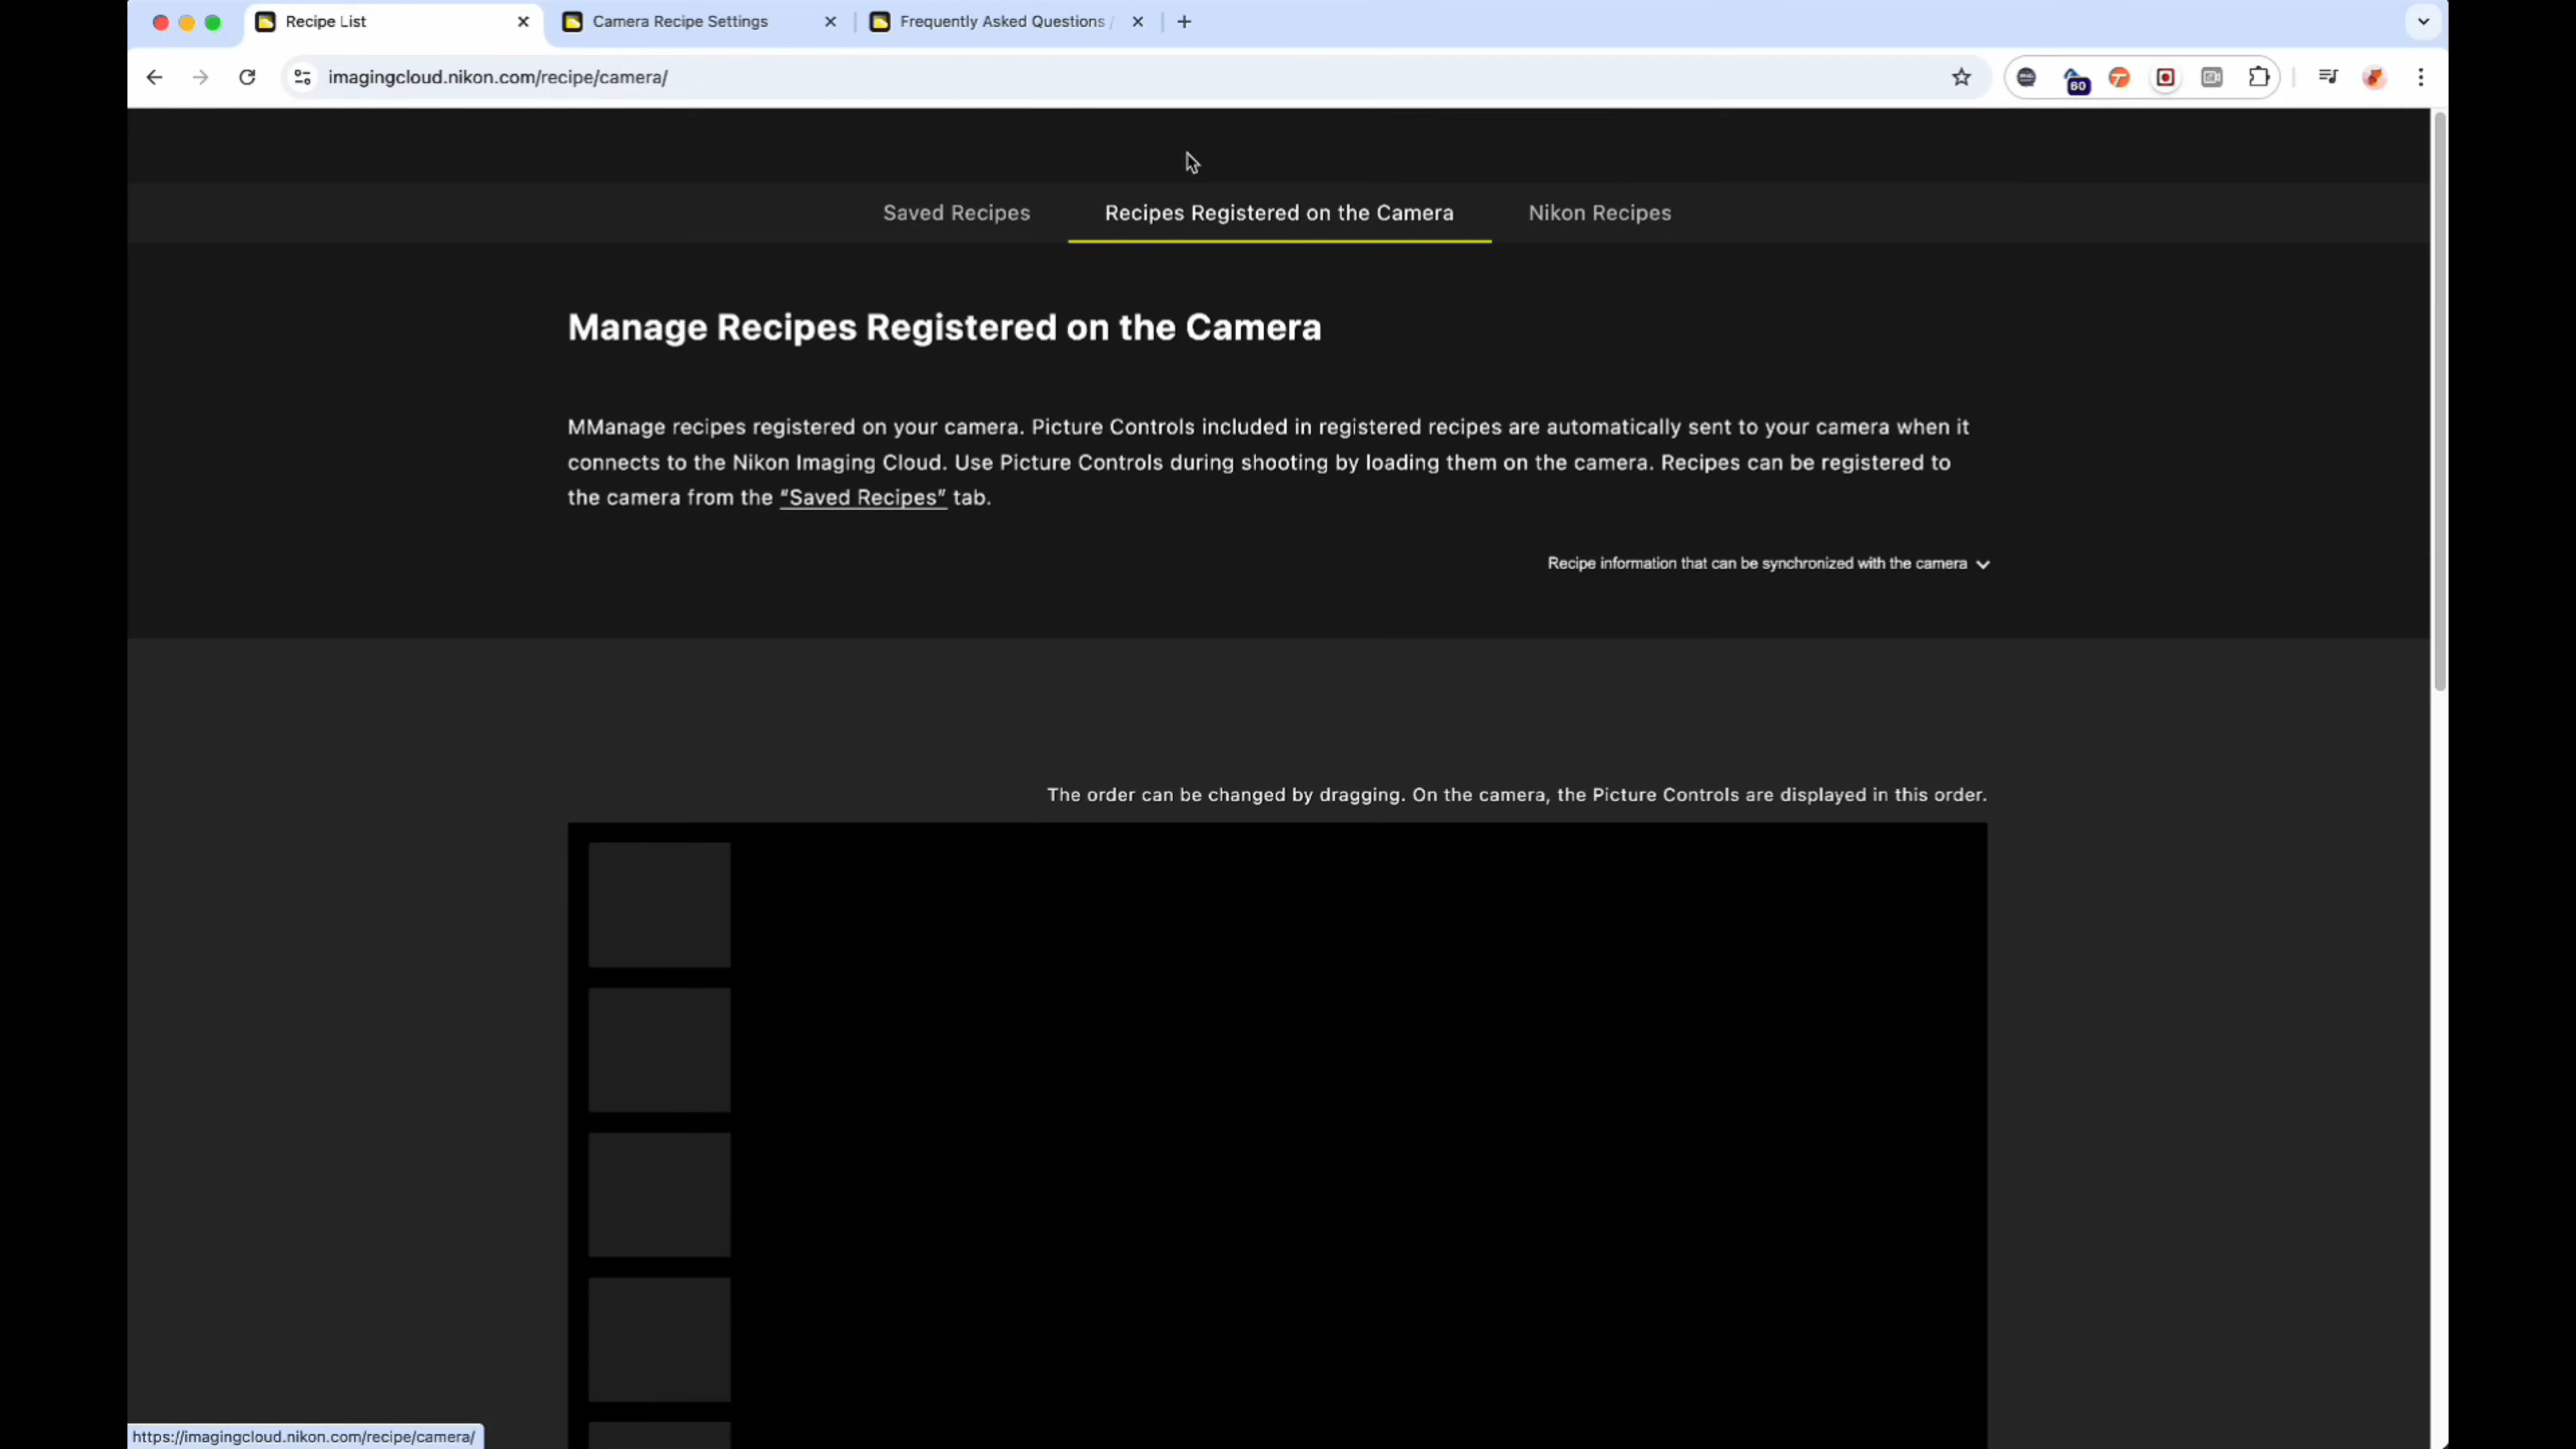 Recipe List
Camera Recipe Settings
Frequently Asked Questions /
imagingcloud.nikon.com/recipe/camera/
60
Saved Recipes
Recipes Registered on the Camera
Nikon Recipes
Manage Recipes Registered on the Camera
MManage recipes registered on your camera. Picture Controls included in registered recipes are automatically sent to your camera when it
connects to the Nikon Imaging Cloud. Use Picture Controls during shooting by loading them on the camera. Recipes can be registered to
the camera from the “Saved Recipes” tab.
Recipe information that can be synchronized with the camera
The order can be changed by dragging. On the camera, the Picture Controls are displayed in this order.
https://imagingcloud.nikon.com/recipe/camera/